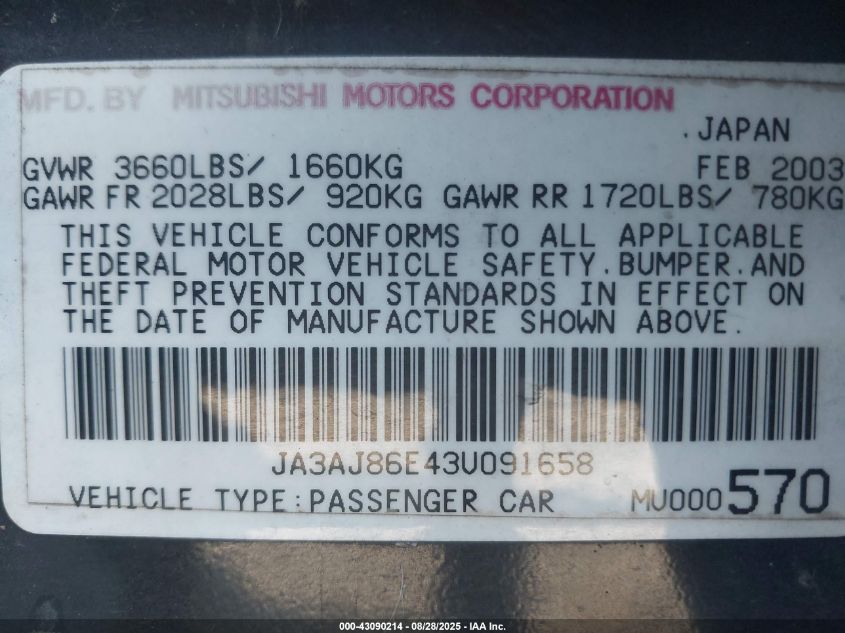 MFD. BY MITSUBISHI MOTORS CORPORATION
.JAPAN
GVWR 3660LBS/ 1660KG FEB 2003
GAWR FR 2028LBS/ 920KG GAWR RR 1720LBS/ 780KG
THIS VEHICLE CONFORMS TO ALL APPLICABLE
FEDERAL MOTOR VEHICLE SAFETY.BUMPER.AND
THEFT PREVENTION STANDARDS IN EFFECT ON
THE DATE OF MANUFACTURE SHOWN ABOVE.
JA3AJ86E43U091658
VEHICLE TYPE:PASSENGER CAR MU000570
000-43090214 - 08/28/2025 - IAA Inc.